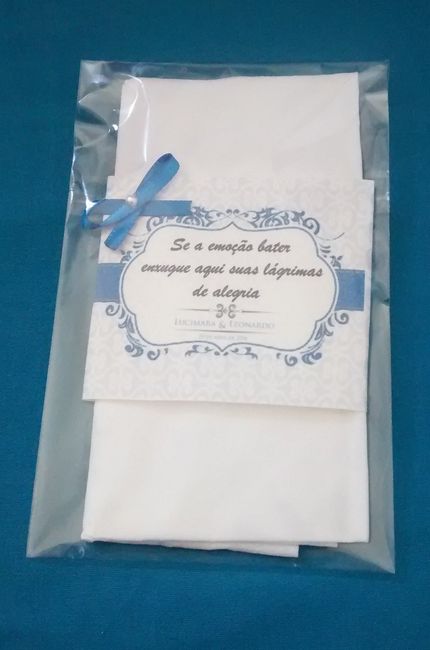 Se a emoção bater
enxugue aqui suas lágrimas
de alegria
Lucimara & Leonardo